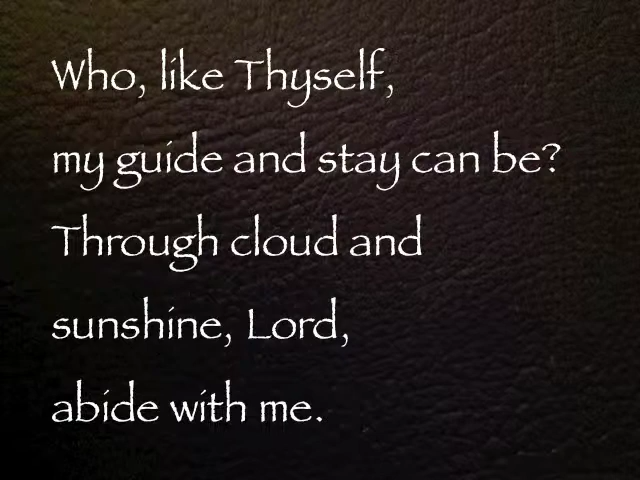 Who, like Thyself,
my guide and stay can be?
Through cloud and
sunshine, Lord,
abide with me.